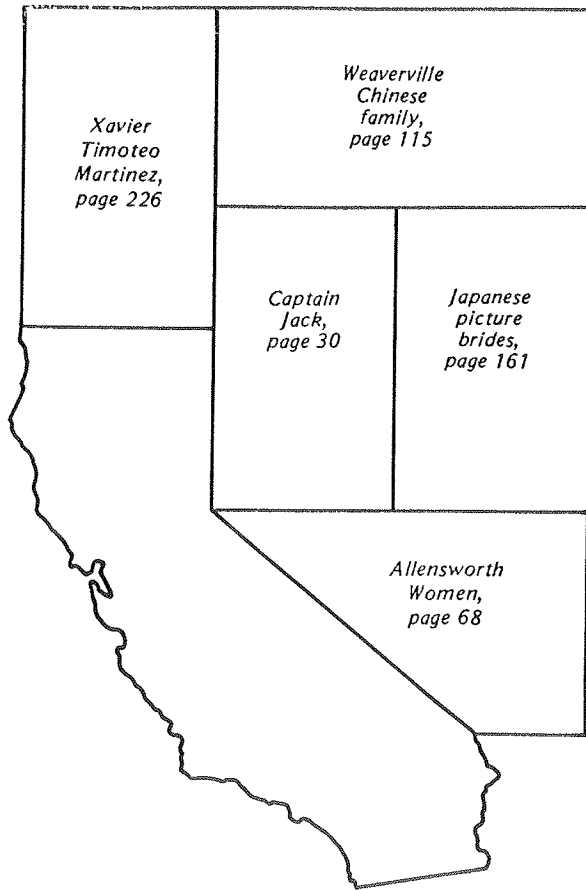 Xavier
Timoteo
Martinez,
page 226
Weaverville
Chinese
family,
page 115
Captain
Jack,
page 30
Japanese
picture
brides,
page 161
Allensworth
Women,
page 68